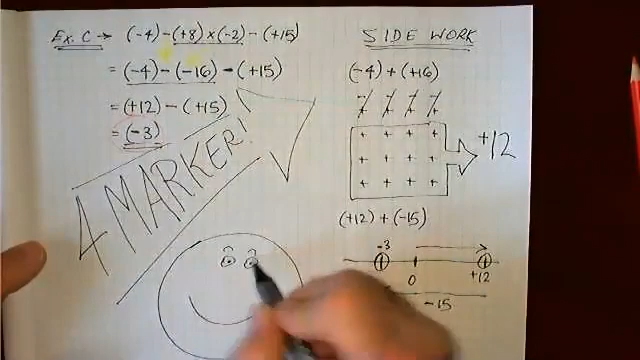 Ex. C → (-4) - (+8) × (-2) - (+15)
= (-4) - (-16) - (+15)
= (+12) - (+15)
= (-3)
4 MARKER!
SIDE WORK
(-4) + (+16)
+12
(+12) + (-15)
-3
0
+12
-15